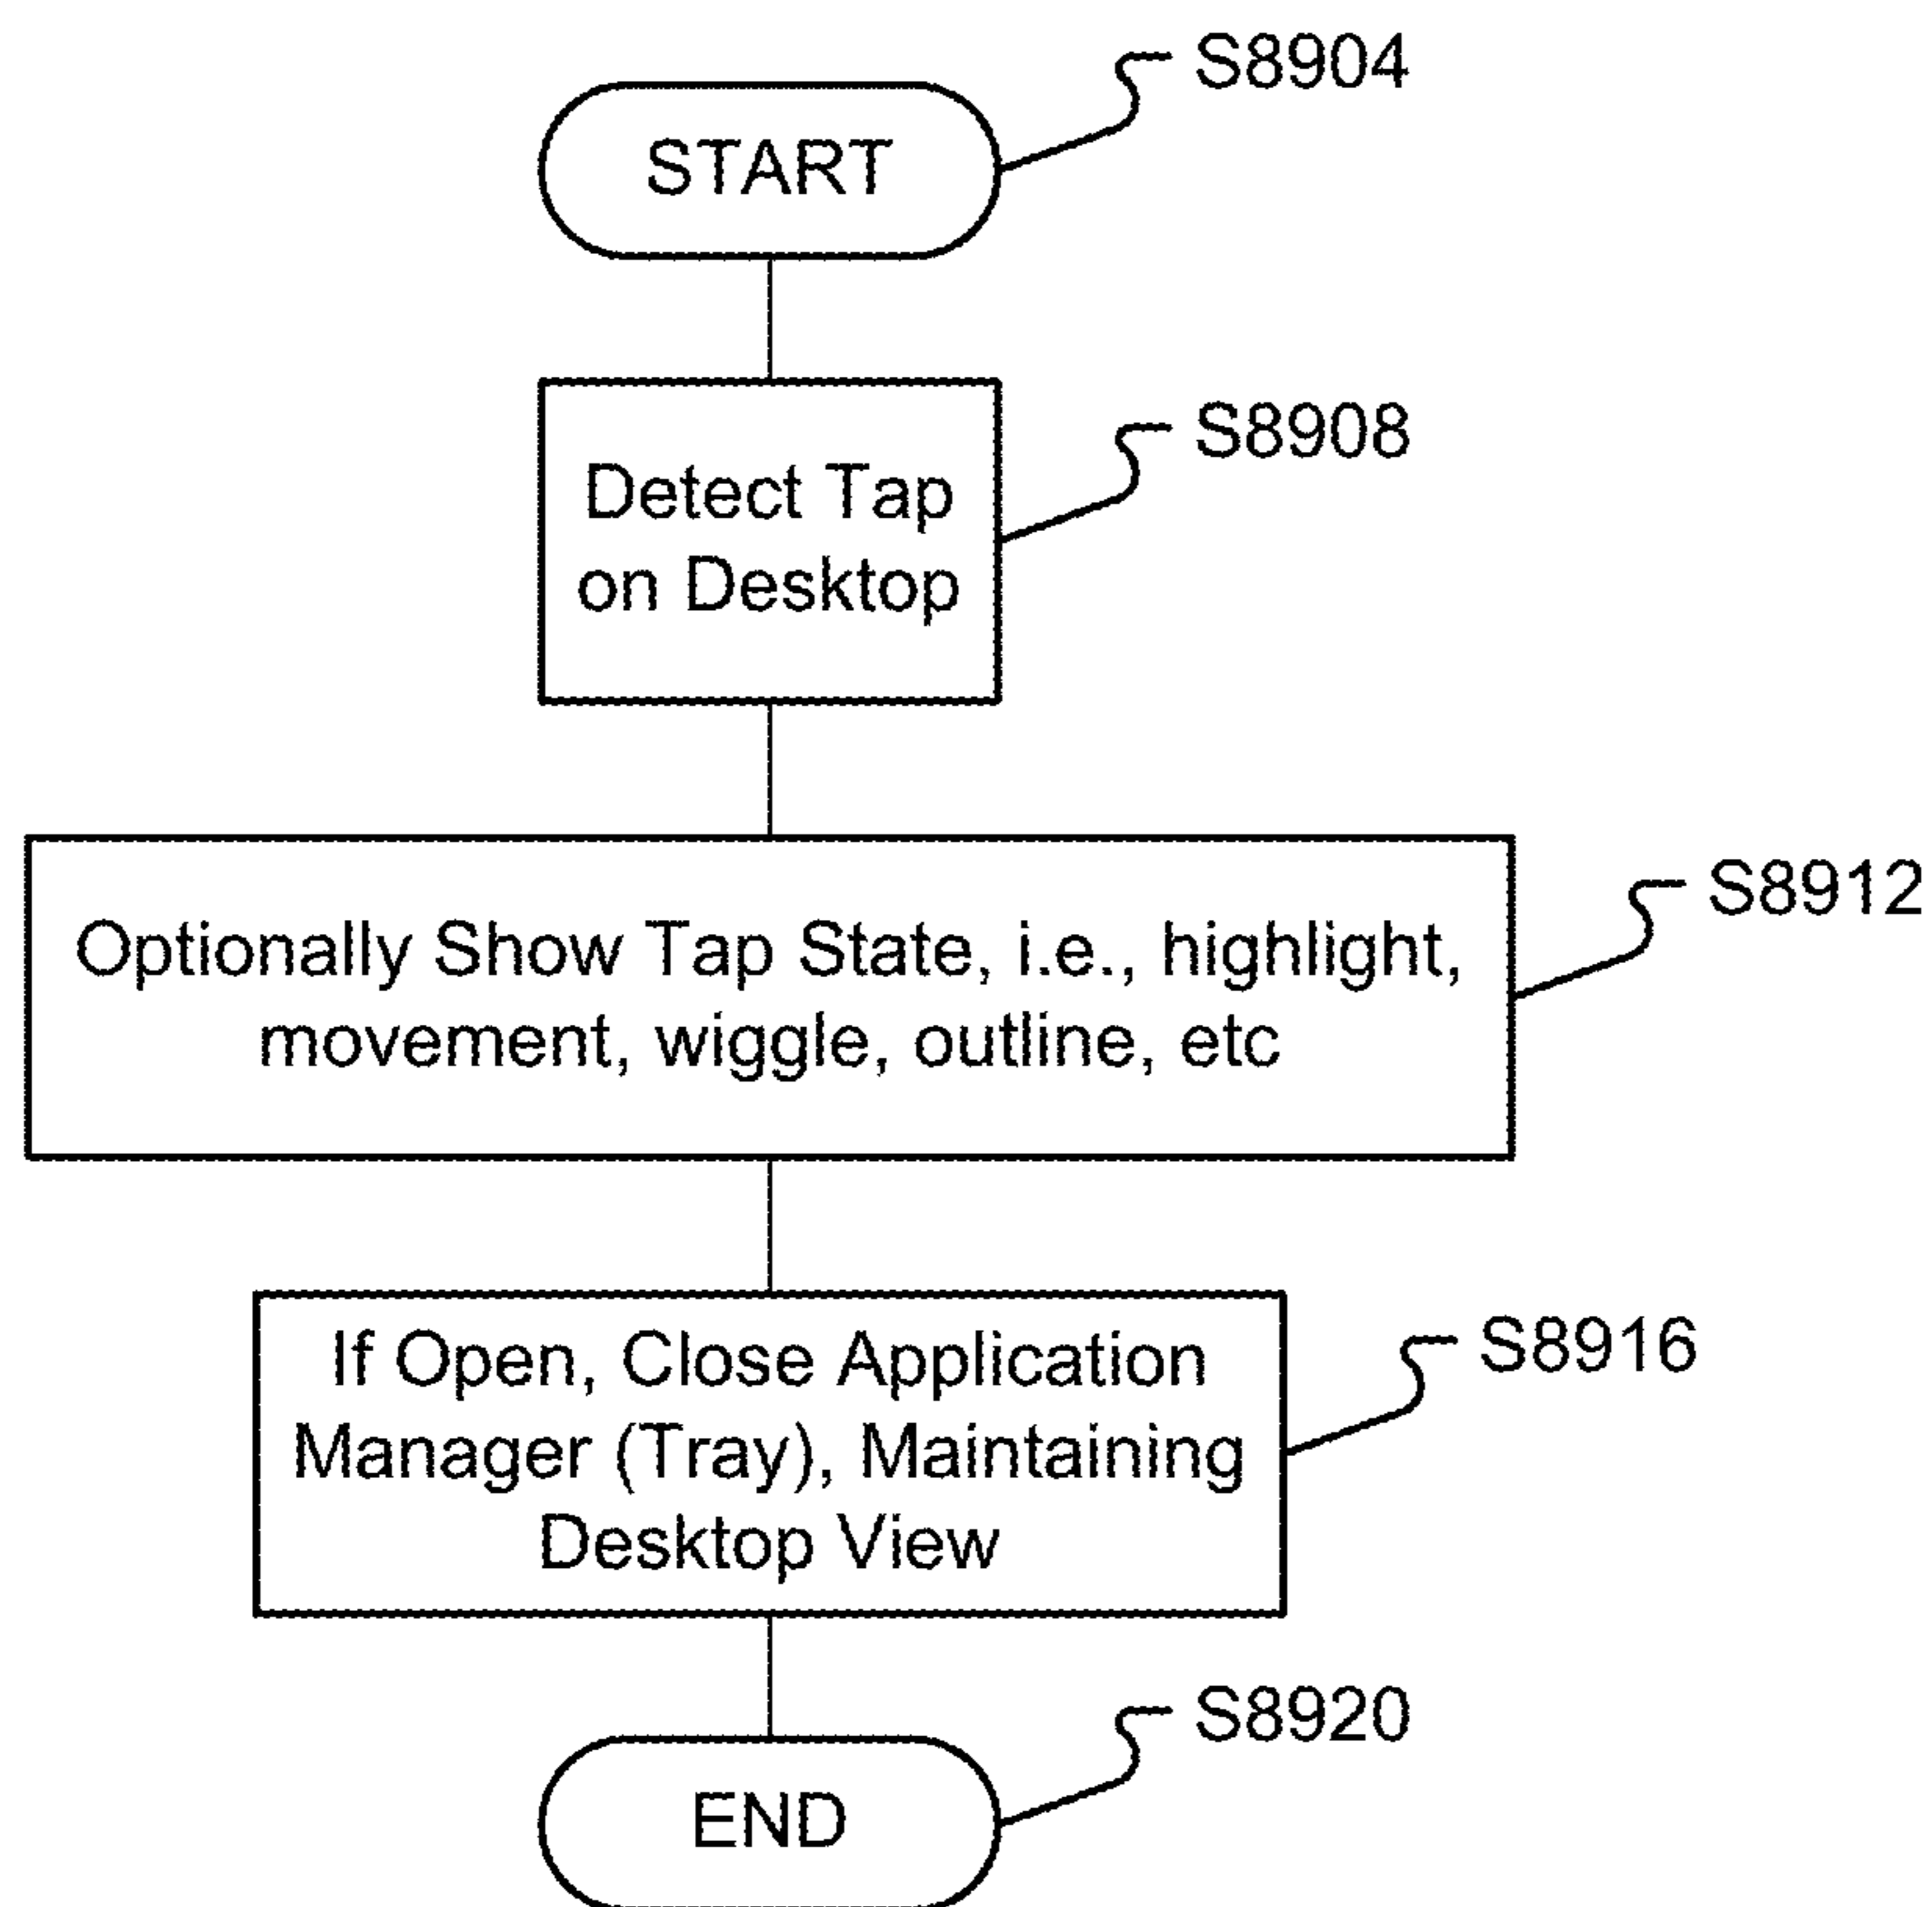 START
S8904
Detect Tap
on Desktop
S8908
Optionally Show Tap State, i.e., highlight,
movement, wiggle, outline, etc
S8912
If Open, Close Application
Manager (Tray), Maintaining
Desktop View
S8916
END
S8920